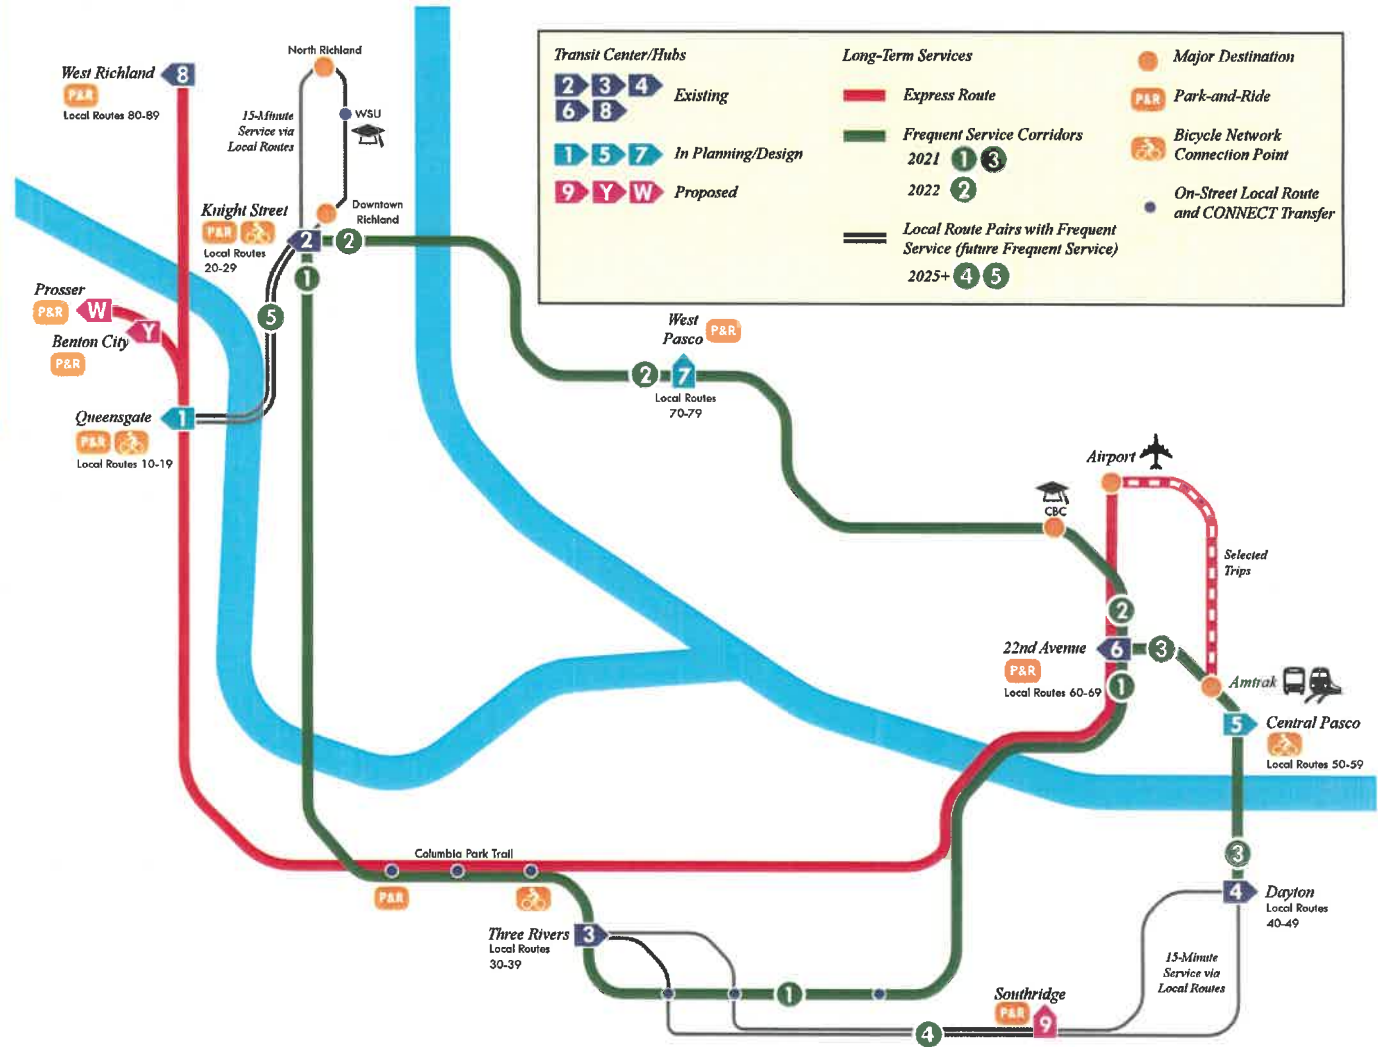 North Richland
West Richland
8
P&R
Local Routes 80-89
15-Minute
Service via
Local Routes
WSU
Transit Center/Hubs
2 3 4
6 8
Existing
1 5 7
In Planning/Design
9 Y W
Proposed
Long-Term Services
Express Route
Frequent Service Corridors
2021 1 3
2022 2
Local Route Pairs with Frequent
Service (future Frequent Service)
2025+ 4 5
Major Destination
P&R
Park-and-Ride
Bicycle Network
Connection Point
On-Street Local Route
and CONNECT Transfer
Knight Street
P&R
Local Routes
20-29
Downtown
Richland
2
2
1
5
Prosser
P&R
W
Y
Benton City
P&R
Queensgate
1
P&R
Local Routes 10-19
West
Pasco
P&R
2
7
Local Routes
70-79
Airport
CBC
Selected
Trips
2
22nd Avenue
6
3
P&R
Local Routes 60-69
1
Amtrak
5
Central Pasco
Local Routes 50-59
Columbia Park Trail
P&R
3
4
Dayton
Local Routes
40-49
Three Rivers
3
Local Routes
30-39
15-Minute
Service via
Local Routes
1
Southridge
P&R
9
4